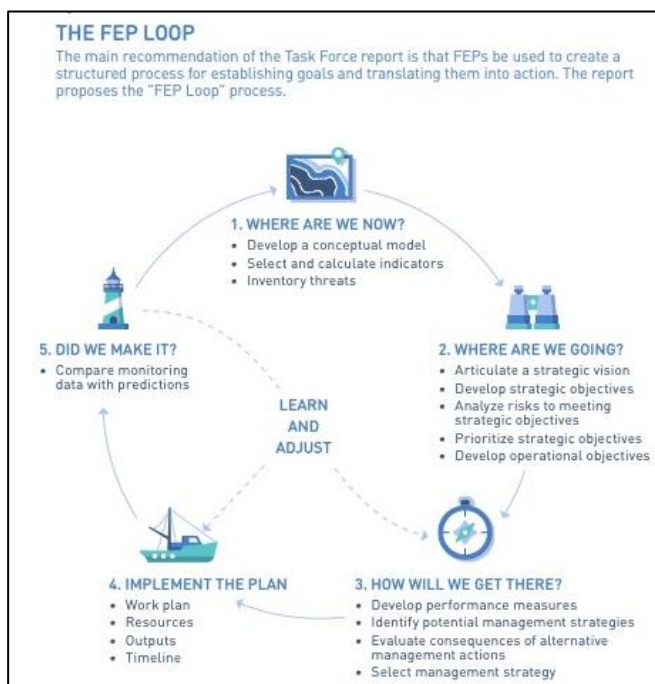 THE FEP LOOP
The main recommendation of the Task Force report is that FEPs be used to create a
structured process for establishing goals and translating them into action. The report
proposes the "FEP Loop" process.
1. WHERE ARE WE NOW?
• Develop a conceptual model
• Select and calculate indicators
• Inventory threats
2. WHERE ARE WE GOING?
• Articulate a strategic vision
• Develop strategic objectives
• Analyze risks to meeting
strategic objectives
• Prioritize strategic objectives
• Develop operational objectives
3. HOW WILL WE GET THERE?
• Develop performance measures
• Identify potential management strategies
• Evaluate consequences of alternative
management actions
• Select management strategy
4. IMPLEMENT THE PLAN
• Work plan
• Resources
• Outputs
• Timeline
5. DID WE MAKE IT?
• Compare monitoring
data with predictions
LEARN
AND
ADJUST